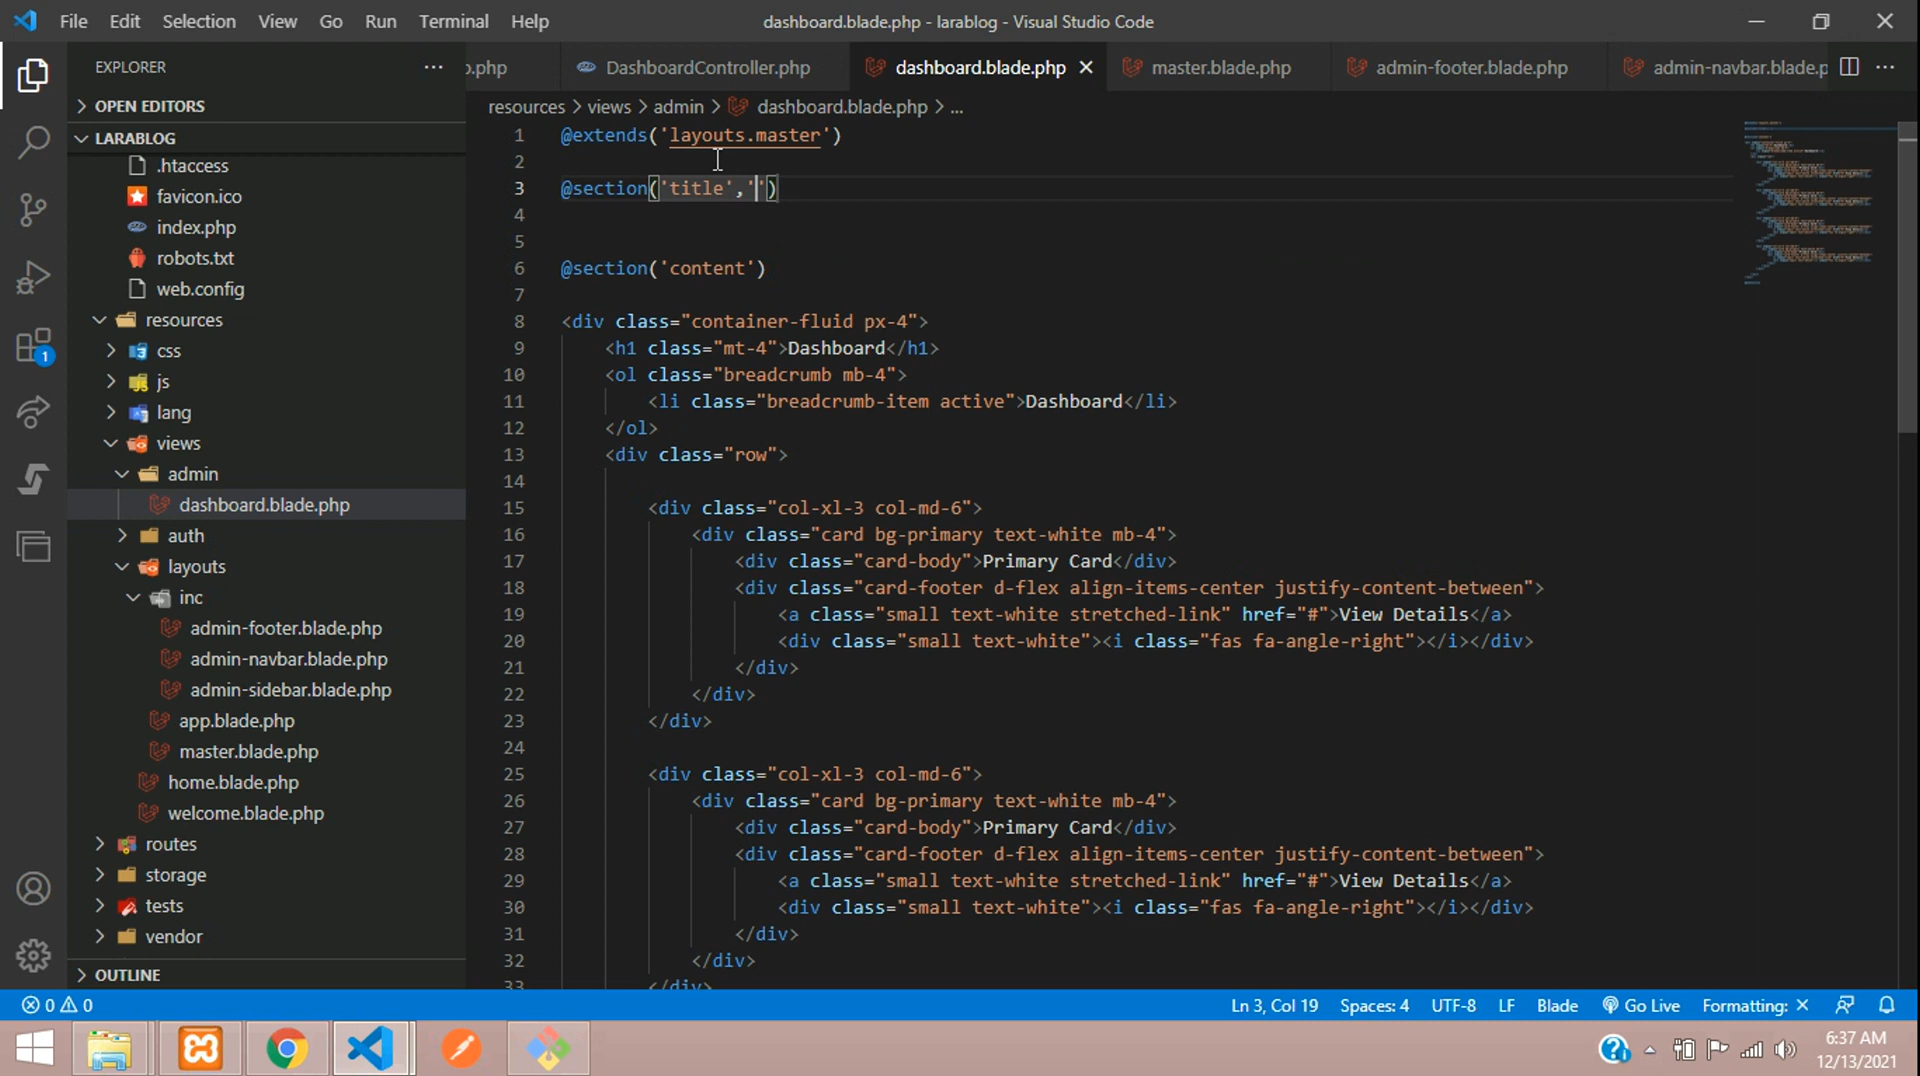 File Edit Selection View Go Run Terminal Help
dashboard.blade.php - larablog - Visual Studio Code
EXPLORER ...
OPEN EDITORS
LARABLOG
.htaccess
favicon.ico
index.php
robots.txt
web.config
resources
css
js
lang
views
admin
dashboard.blade.php
auth
layouts
inc
admin-footer.blade.php
admin-navbar.blade.php
admin-sidebar.blade.php
app.blade.php
master.blade.php
home.blade.php
welcome.blade.php
routes
storage
tests
vendor
OUTLINE
1
p.php DashboardController.php dashboard.blade.php master.blade.php admin-footer.blade.php admin-navbar.blade.p
resources > views > admin > dashboard.blade.php > ...
1 @extends('layouts.master')
2
3 @section('title','')
4
5
6 @section('content')
7
8 <div class="container-fluid px-4">
9 <h1 class="mt-4">Dashboard</h1>
10 <ol class="breadcrumb mb-4">
11 <li class="breadcrumb-item active">Dashboard</li>
12 </ol>
13 <div class="row">
14
15 <div class="col-xl-3 col-md-6">
16 <div class="card bg-primary text-white mb-4">
17 <div class="card-body">Primary Card</div>
18 <div class="card-footer d-flex align-items-center justify-content-between">
19 <a class="small text-white stretched-link" href="#">View Details</a>
20 <div class="small text-white"><i class="fas fa-angle-right"></i></div>
21 </div>
22 </div>
23 </div>
24
25 <div class="col-xl-3 col-md-6">
26 <div class="card bg-primary text-white mb-4">
27 <div class="card-body">Primary Card</div>
28 <div class="card-footer d-flex align-items-center justify-content-between">
29 <a class="small text-white stretched-link" href="#">View Details</a>
30 <div class="small text-white"><i class="fas fa-angle-right"></i></div>
31 </div>
32 </div>
33 </div>
0 0 Ln 3, Col 19 Spaces: 4 UTF-8 LF Blade Go Live Formatting: ×
6:37 AM
12/13/2021